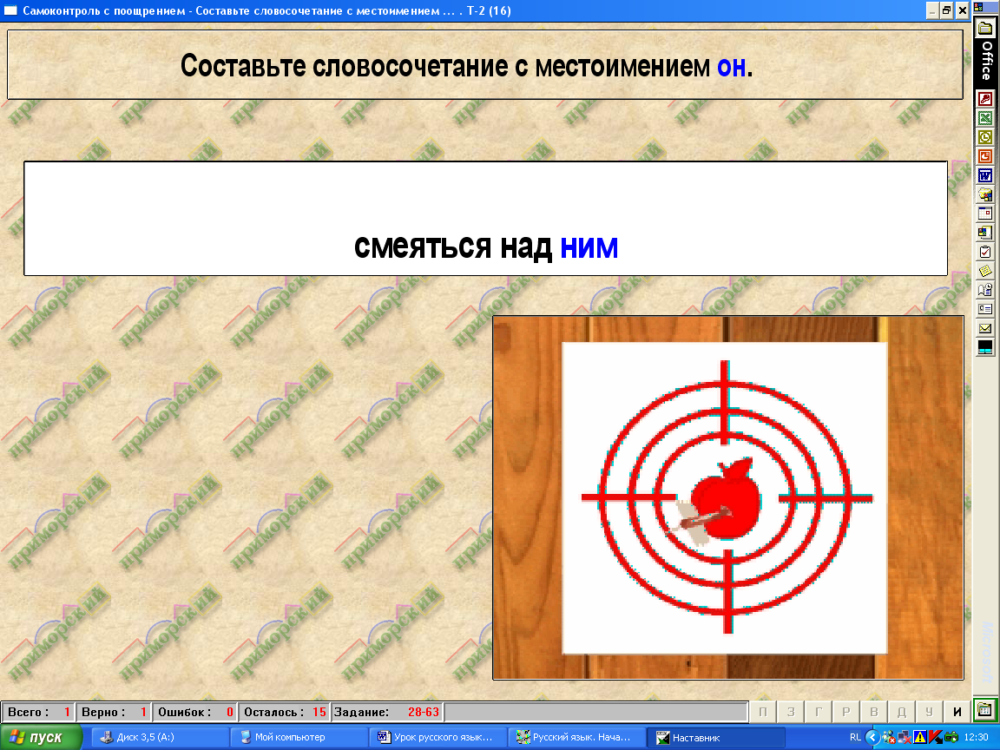 Самоконтроль с поощрением - Составьте словосочетание с местоимением ... . Т-2 (16)
Office
Составьте словосочетание с местоимением он.
смеяться над ним
приморский
Microsoft
Всего : 1 Верно : 1 Ошибок : 0 Осталось : 15 Задание: 28-63 П З Г Р В Д У И
пуск Диск 3,5 (A:) Мой компьютер Урок русского язык... Русский язык. Нача... Наставник RL 12:30